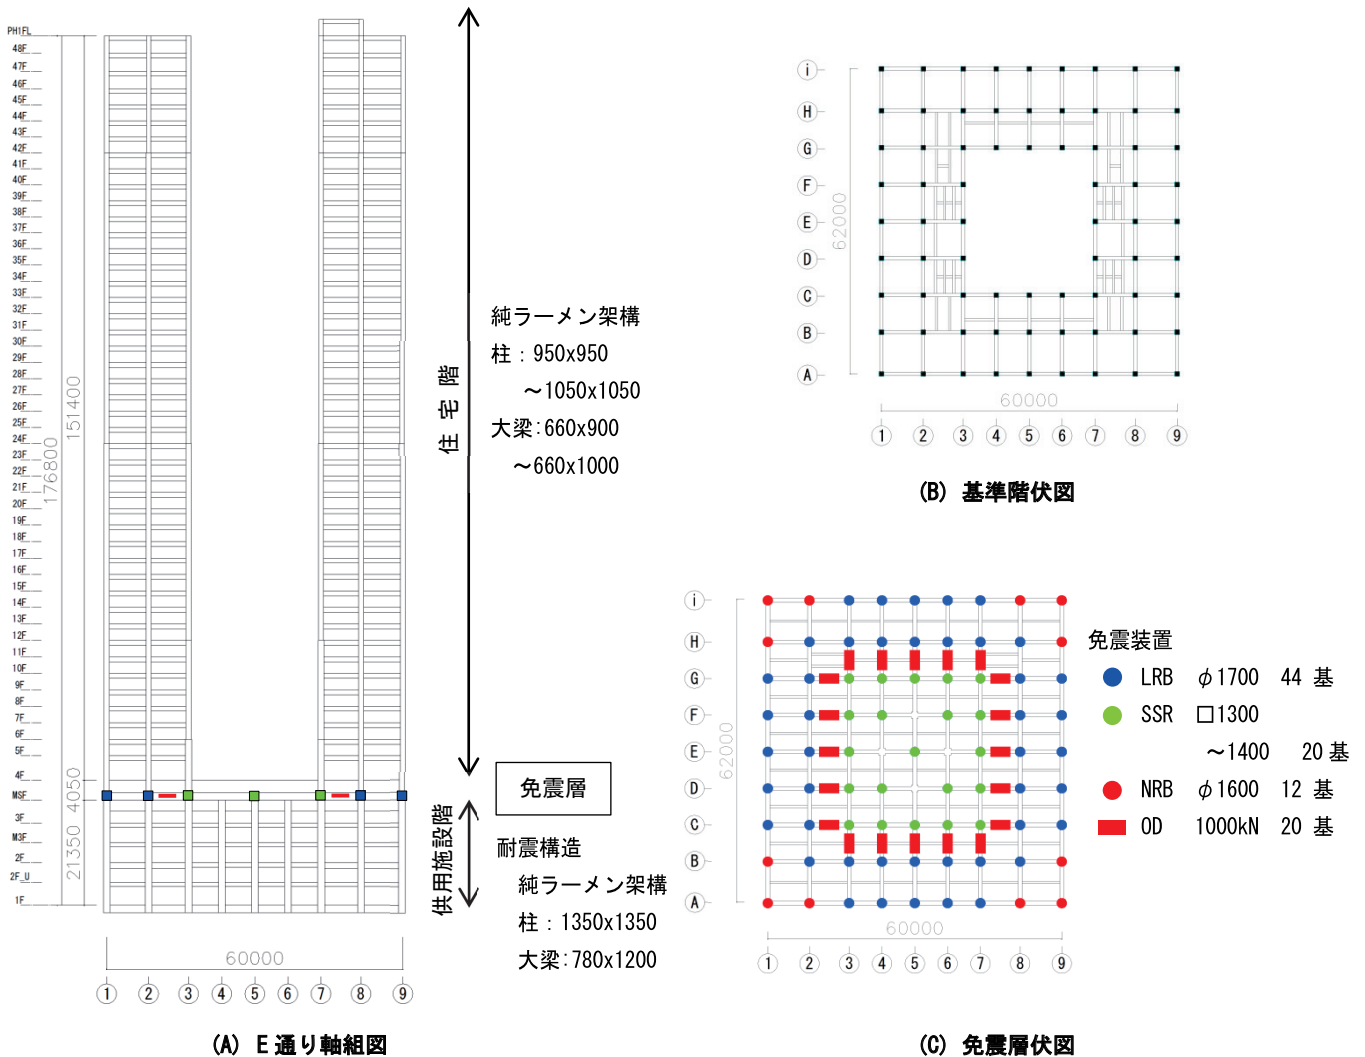 PH1FL
48F
47F
46F
45F
44F
43F
42F
41F
40F
39F
38F
37F
36F
35F
34F
33F
32F
31F
30F
29F
28F
27F
26F
25F
24F
23F
22F
21F
20F
19F
18F
17F
16F
15F
14F
13F
12F
11F
10F
9F
8F
7F
6F
5F
4F
MSF
3F
M3F
2F
2F_U
1F
176800
151400
4050
21350
60000
1 2 3 4 5 6 7 8 9
(A) E通り軸組図
住宅階
供用施設階
純ラーメン架構
柱：950x950
～1050x1050
大梁:660x900
～660x1000
免震層
耐震構造
純ラーメン架構
柱：1350x1350
大梁:780x1200
i
H
G
F
E
D
C
B
A
62000
60000
1 2 3 4 5 6 7 8 9
(B) 基準階伏図
i
H
G
F
E
D
C
B
A
62000
60000
1 2 3 4 5 6 7 8 9
(C) 免震層伏図
免震装置
LRB φ1700 44 基
SSR □1300
～1400 20 基
NRB φ1600 12 基
OD 1000kN 20 基